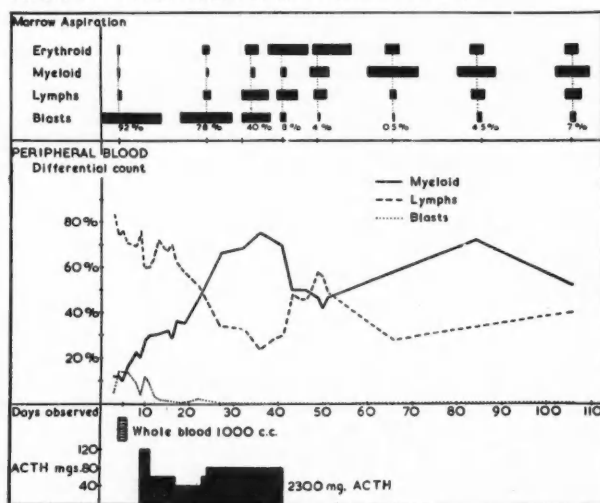 Marrow Aspiration
Erythroid
Myeloid
Lymphs
Blasts
92 % 78 % 40 % 8 % 4 % 0.5 % 4.5 % 7 %
PERIPHERAL BLOOD
Differential count
Myeloid
Lymphs
Blasts
80%
60%
40%
20%
Days observed 10 20 30 40 50 60 70 80 90 100 110
Whole blood 1000 c.c.
120
ACTH mgs. 80
40
2300 mg. ACTH